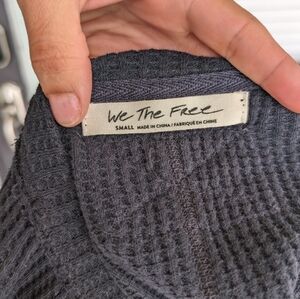 We The Free
SMALL MADE IN CHINA / FABRIQUÉ EN CHINE